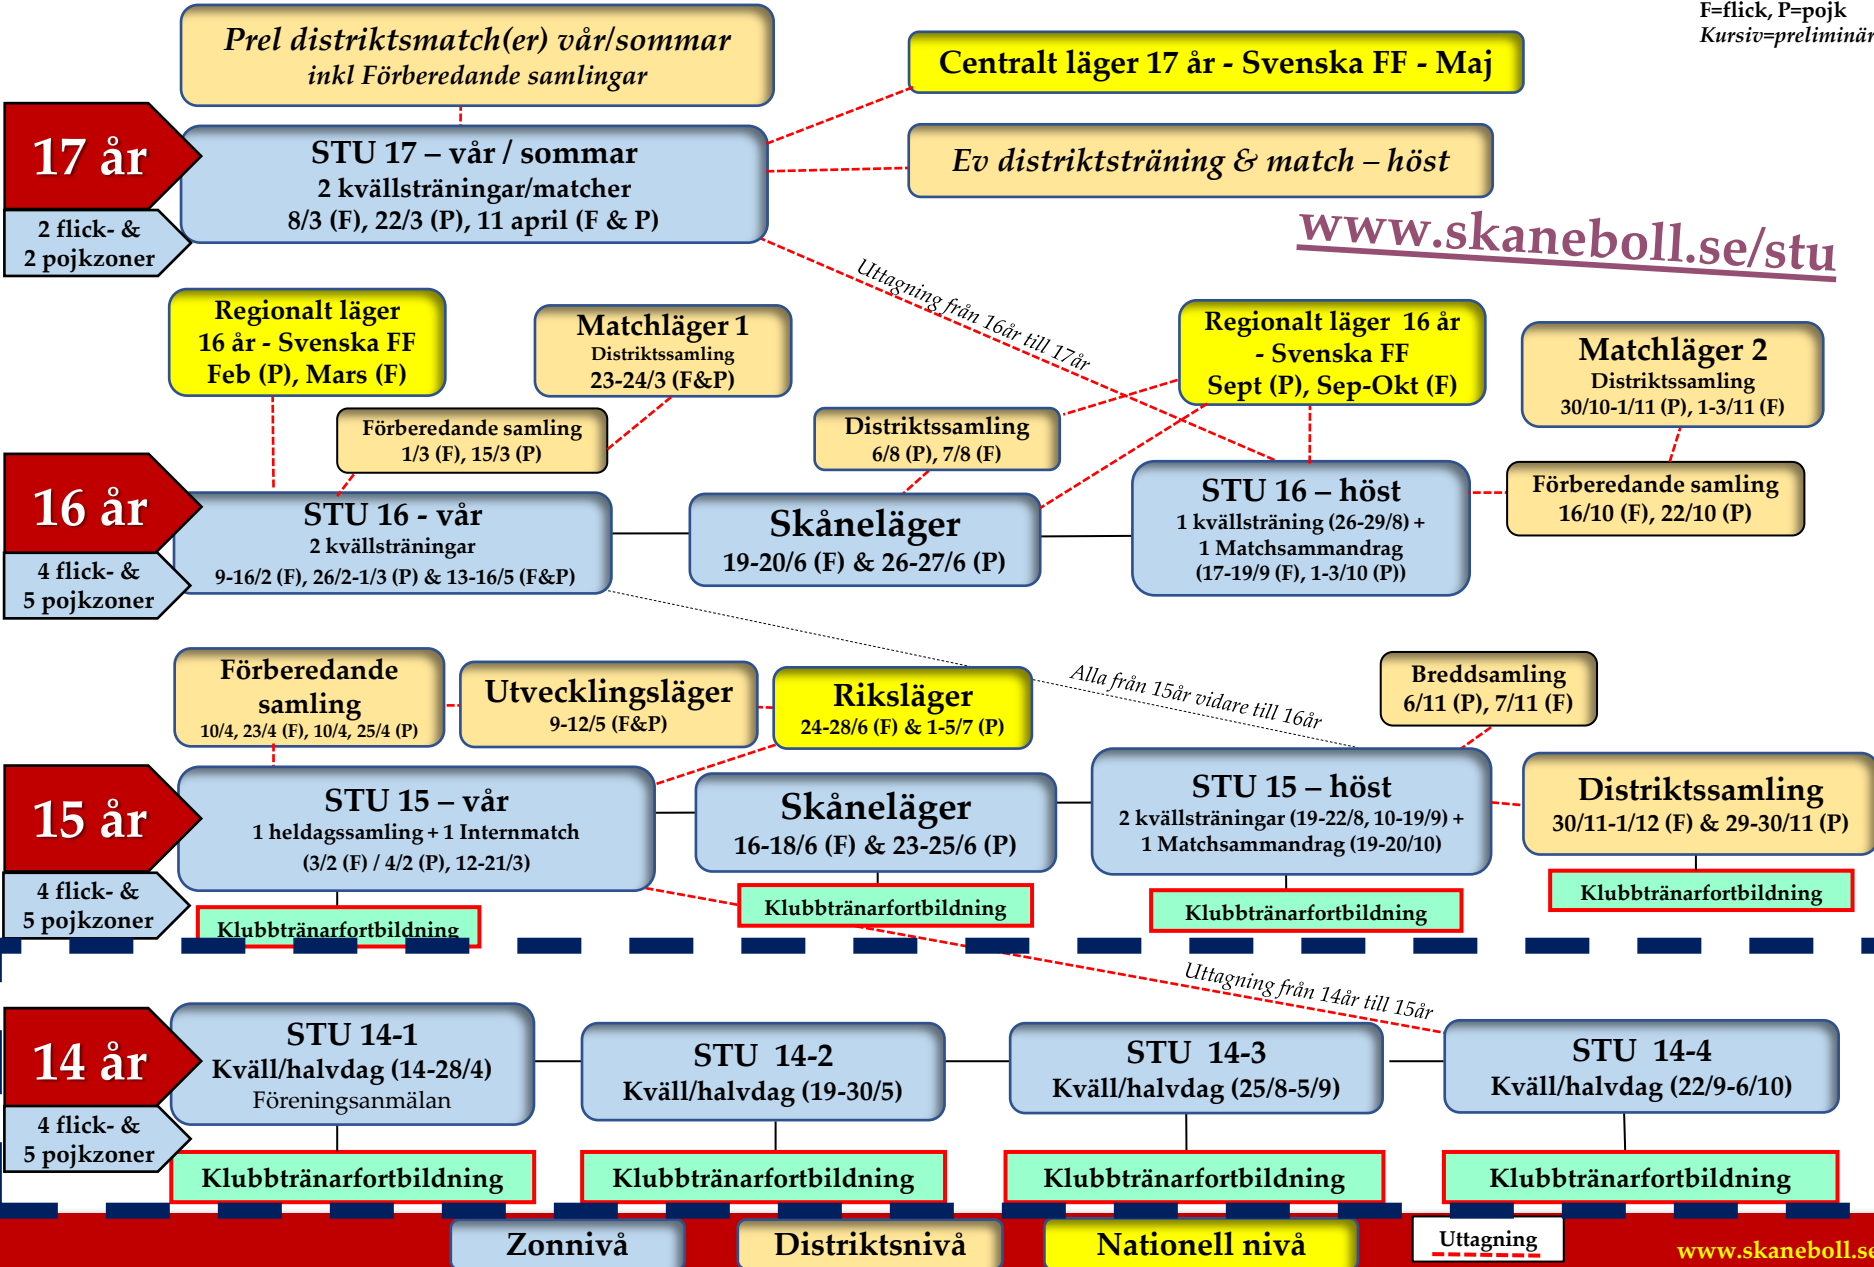 F=flick, P=pojk
Kursiv=preliminär
Prel distriktsmatch(er) vår/sommar
inkl Förberedande samlingar
Centralt läger 17 år - Svenska FF - Maj
17 år
2 flick- &
2 pojkzoner
STU 17 – vår / sommar
2 kvällsträningar/matcher
8/3 (F), 22/3 (P), 11 april (F & P)
Ev distriktsträning & match – höst
www.skaneboll.se/stu
Uttagning från 16år till 17år
Regionalt läger
16 år - Svenska FF
Feb (P), Mars (F)
Matchläger 1
Distriktssamling
23-24/3 (F&P)
Förberedande samling
1/3 (F), 15/3 (P)
Distriktssamling
6/8 (P), 7/8 (F)
Regionalt läger 16 år
- Svenska FF
Sept (P), Sep-Okt (F)
Matchläger 2
Distriktssamling
30/10-1/11 (P), 1-3/11 (F)
16 år
4 flick- &
5 pojkzoner
STU 16 - vår
2 kvällsträningar
9-16/2 (F), 26/2-1/3 (P) & 13-16/5 (F&P)
Skåneläger
19-20/6 (F) & 26-27/6 (P)
STU 16 – höst
1 kvällsträning (26-29/8) +
1 Matchsammandrag
(17-19/9 (F), 1-3/10 (P))
Förberedande samling
16/10 (F), 22/10 (P)
Alla från 15år vidare till 16år
Förberedande
samling
10/4, 23/4 (F), 10/4, 25/4 (P)
Utvecklingsläger
9-12/5 (F&P)
Riksläger
24-28/6 (F) & 1-5/7 (P)
Breddsamling
6/11 (P), 7/11 (F)
15 år
4 flick- &
5 pojkzoner
STU 15 – vår
1 heldagssamling + 1 Internmatch
(3/2 (F) / 4/2 (P), 12-21/3)
Skåneläger
16-18/6 (F) & 23-25/6 (P)
STU 15 – höst
2 kvällsträningar (19-22/8, 10-19/9) +
1 Matchsammandrag (19-20/10)
Distriktssamling
30/11-1/12 (F) & 29-30/11 (P)
Klubbtränarfortbildning
Klubbtränarfortbildning
Klubbtränarfortbildning
Klubbtränarfortbildning
Uttagning från 14år till 15år
14 år
4 flick- &
5 pojkzoner
STU 14-1
Kväll/halvdag (14-28/4)
Föreningsanmälan
STU 14-2
Kväll/halvdag (19-30/5)
STU 14-3
Kväll/halvdag (25/8-5/9)
STU 14-4
Kväll/halvdag (22/9-6/10)
Klubbtränarfortbildning
Klubbtränarfortbildning
Klubbtränarfortbildning
Klubbtränarfortbildning
Zonnivå
Distriktsnivå
Nationell nivå
Uttagning
www.skaneboll.se